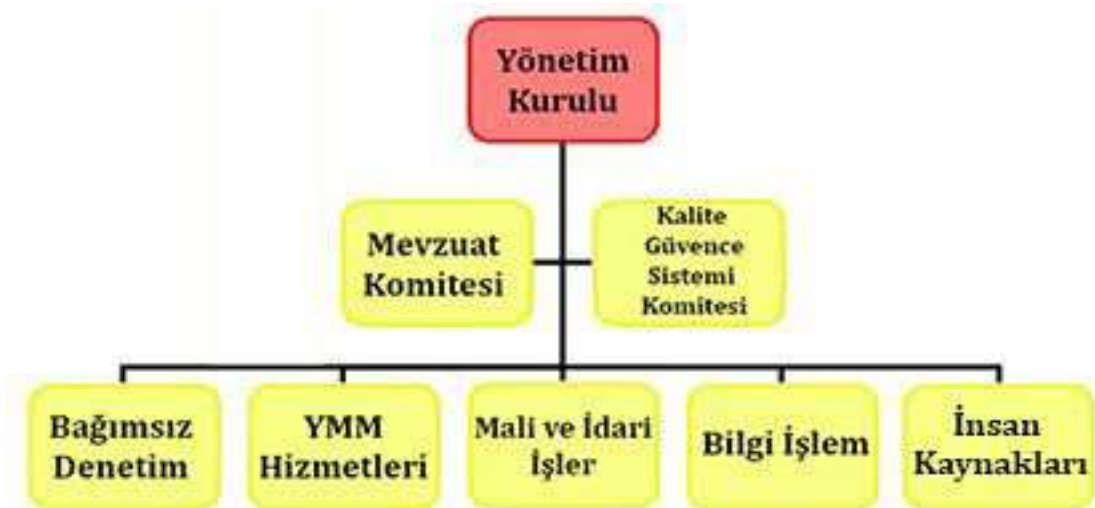 Yönetim
Kurulu
Mevzuat
Komitesi
Kalite
Güvence
Sistemi
Komitesi
Bağımsız
Denetim
YMM
Hizmetleri
Mali ve İdari
İşler
Bilgi İşlem
İnsan
Kaynakları